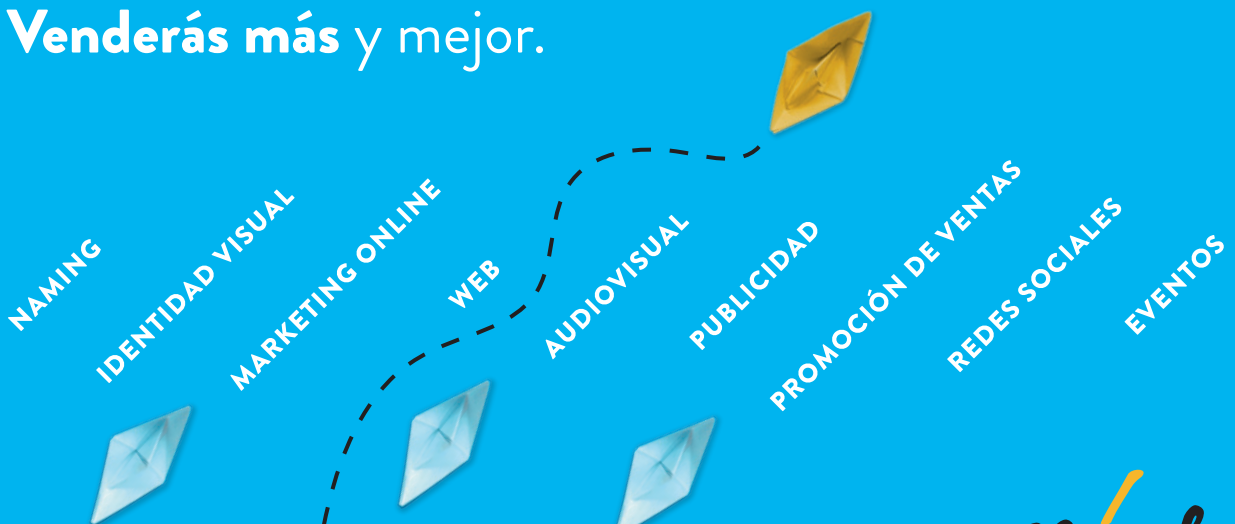 Venderás más y mejor.
NAMING
IDENTIDAD VISUAL
MARKETING ONLINE
WEB
AUDIOVISUAL
PUBLICIDAD
PROMOCIÓN DE VENTAS
REDES SOCIALES
EVENTOS